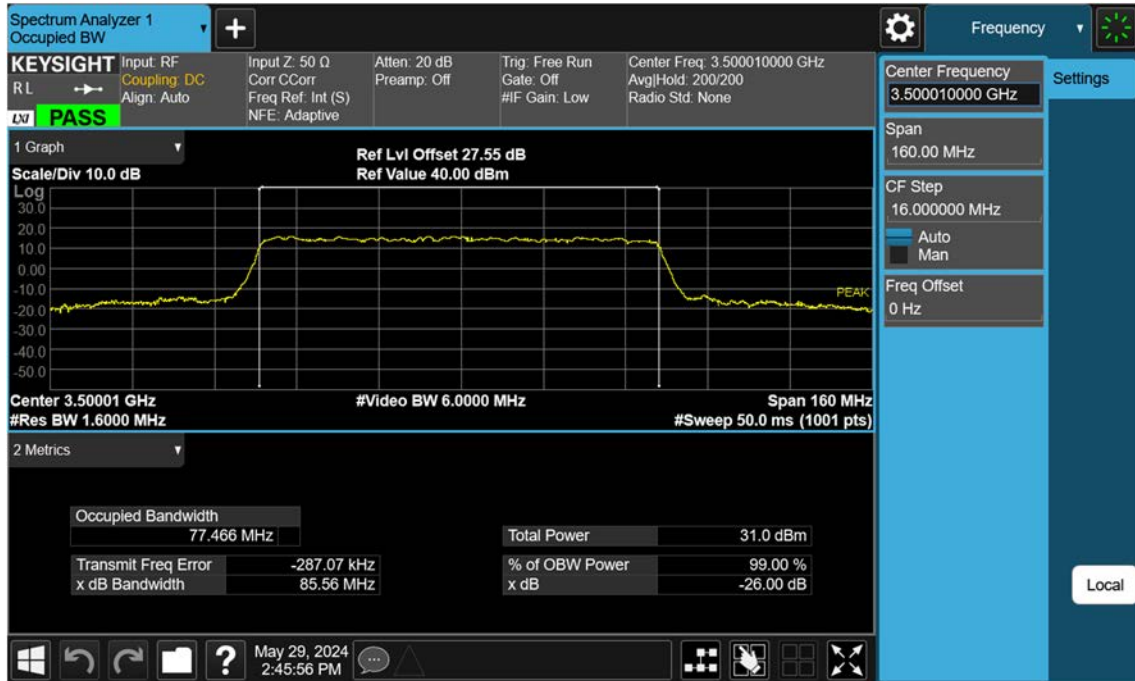 Spectrum Analyzer 1
Occupied BW
Frequency
KEYSIGHT
R L
LXI
PASS
Input: RF
Coupling: DC
Align: Auto
Input Z: 50 Ω
Corr CCorr
Freq Ref: Int (S)
NFE: Adaptive
Atten: 20 dB
Preamp: Off
Trig: Free Run
Gate: Off
#IF Gain: Low
Center Freq: 3.500010000 GHz
Avg|Hold: 200/200
Radio Std: None
Center Frequency
3.500010000 GHz
Settings
Span
160.00 MHz
CF Step
16.000000 MHz
Auto
Man
Freq Offset
0 Hz
Local
1 Graph
Scale/Div 10.0 dB
Ref Lvl Offset 27.55 dB
Ref Value 40.00 dBm
Log
30.0
20.0
10.0
0.00
-10.0
-20.0
-30.0
-40.0
-50.0
PEAK
Center 3.50001 GHz
#Res BW 1.6000 MHz
#Video BW 6.0000 MHz
Span 160 MHz
#Sweep 50.0 ms (1001 pts)
2 Metrics
Occupied Bandwidth
77.466 MHz
Total Power 31.0 dBm
Transmit Freq Error -287.07 kHz
% of OBW Power 99.00 %
x dB Bandwidth 85.56 MHz
x dB -26.00 dB
?
May 29, 2024
2:45:56 PM